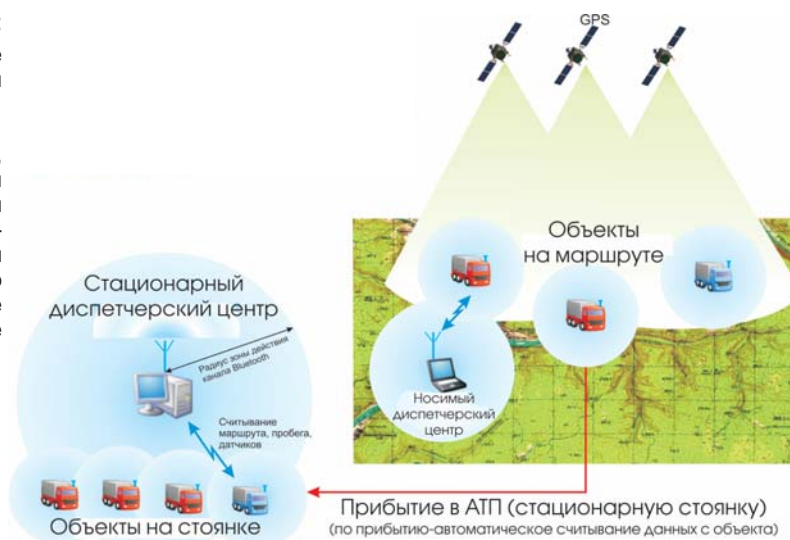 GPS
Объекты
на маршруте
Стационарный
диспетчерский центр
Радиус зоны действия
канала Bluetooth
Носимый
диспетчерский
центр
Считывание
маршрута, пробега,
датчиков
Объекты на стоянке
Прибытие в АТП (стационарную стоянку)
(по прибытию-автоматическое считывание данных с объекта)